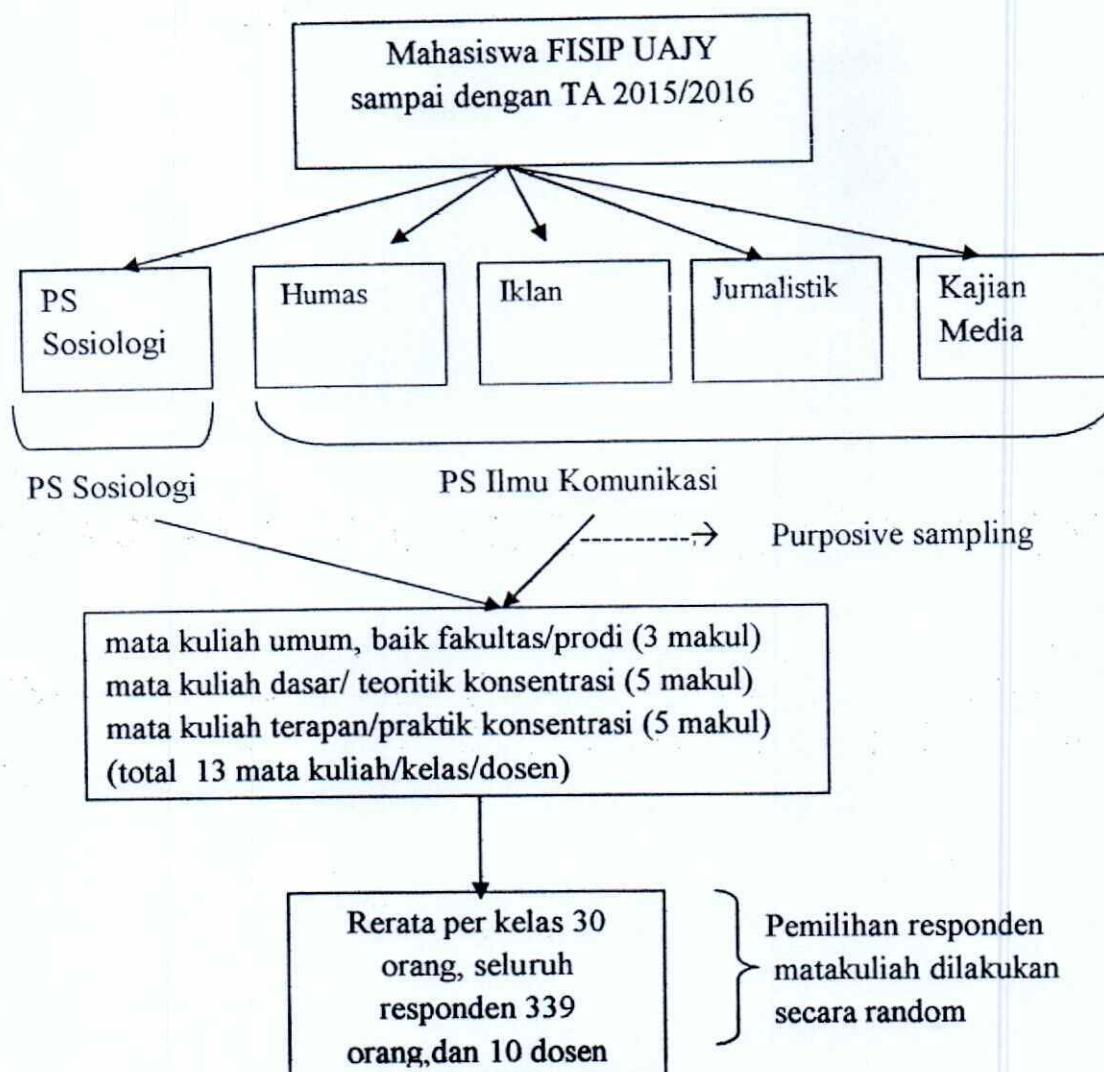 Mahasiswa FISIP UAJY
sampai dengan TA 2015/2016
PS
Sosiologi
Humas
Iklan
Jurnalistik
Kajian
Media
PS Sosiologi
PS Ilmu Komunikasi
Purposive sampling
mata kuliah umum, baik fakultas/prodi (3 makul)
mata kuliah dasar/ teoritik konsentrasi (5 makul)
mata kuliah terapan/praktik konsentrasi (5 makul)
(total 13 mata kuliah/kelas/dosen)
Rerata per kelas 30
orang, seluruh
responden 339
orang,dan 10 dosen
Pemilihan responden
matakuliah dilakukan
secara random